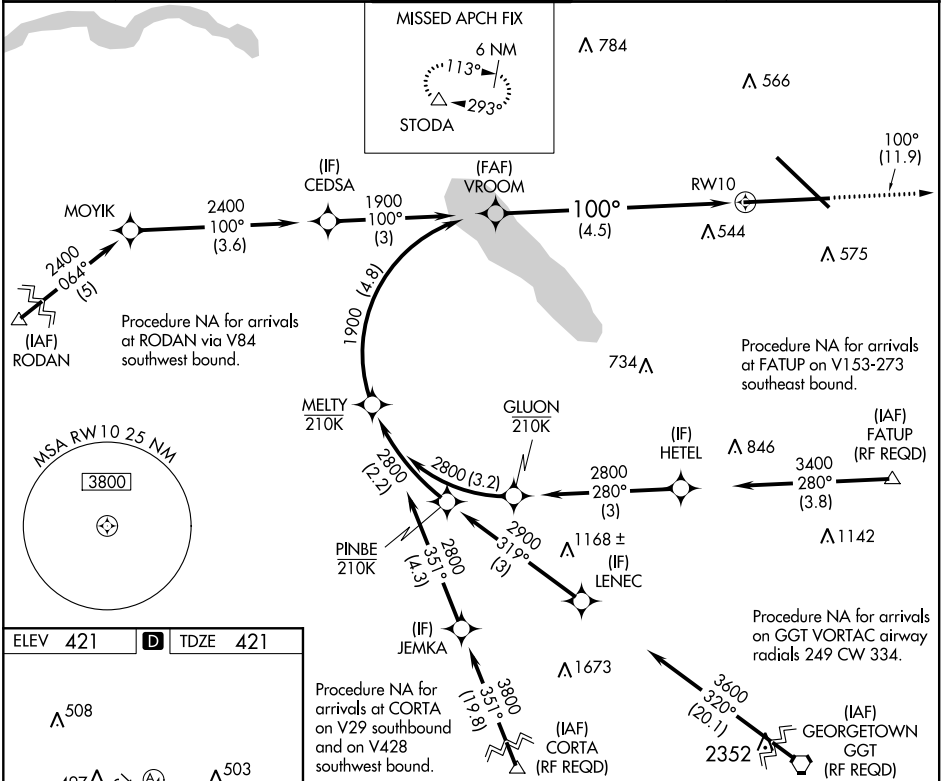 MISSED APCH FIX
6 NM
113°
293°
STODA
784
566
100°
(11.9)
(IF)
CEDSA
(FAF)
VROOM
RW10
MOYIK
2400
100°
(3.6)
1900
100°
(3)
100°
(4.5)
544
575
2400
064°
(5)
(IAF)
RODAN
Procedure NA for arrivals
at RODAN via V84
southwest bound.
1900 (4.8)
734
Procedure NA for arrivals
at FATUP on V153-273
southeast bound.
MELTY
210K
GLUON
210K
(IF)
HETEL
846
(IAF)
FATUP
(RF REQD)
MSA RW10 25 NM
3800
2800
(2.2)
2800 (3.2)
2800
280°
(3)
3400
280°
(3.8)
PINBE
210K
2800
351°
(4.3)
2900
319°
(3)
1168 ±
(IF)
LENEC
1142
(IF)
JEMKA
Procedure NA for arrivals
on GGT VORTAC airway
radials 249 CW 334.
ELEV 421 D TDZE 421
508
503
Procedure NA for
arrivals at CORTA
on V29 southbound
and on V428
southwest bound.
3800
351°
(19.8)
1673
(IAF)
CORTA
(RF REQD)
3600
320°
(20.1)
2352
(IAF)
GEORGETOWN
GGT
(RF REQD)